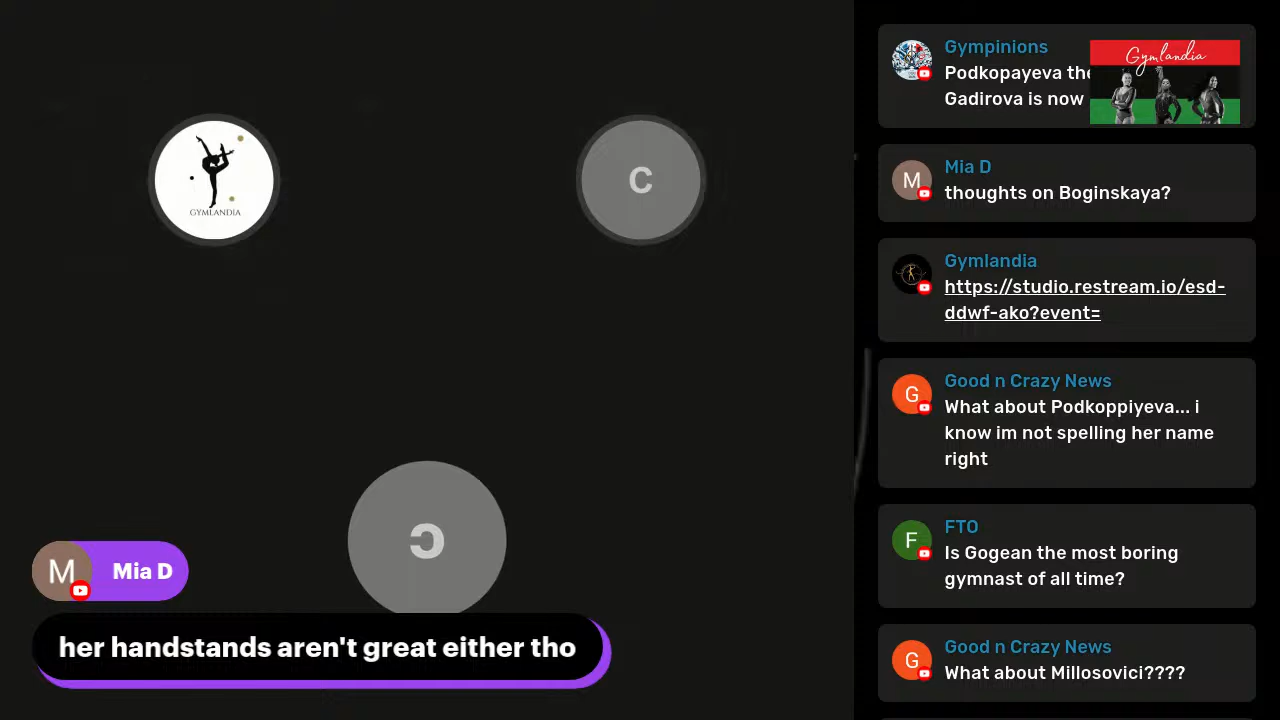 GYMLANDIA
C
ɔ
M
Mia D
her handstands aren't great either tho
Gympinions
Podkopayeva the
Gadirova is now
Gymlandia
M
Mia D
thoughts on Boginskaya?
Gymlandia
https://studio.restream.io/esd-
ddwf-ako?event=
G
Good n Crazy News
What about Podkoppiyeva... i
know im not spelling her name
right
F
FTO
Is Gogean the most boring
gymnast of all time?
G
Good n Crazy News
What about Millosovici????